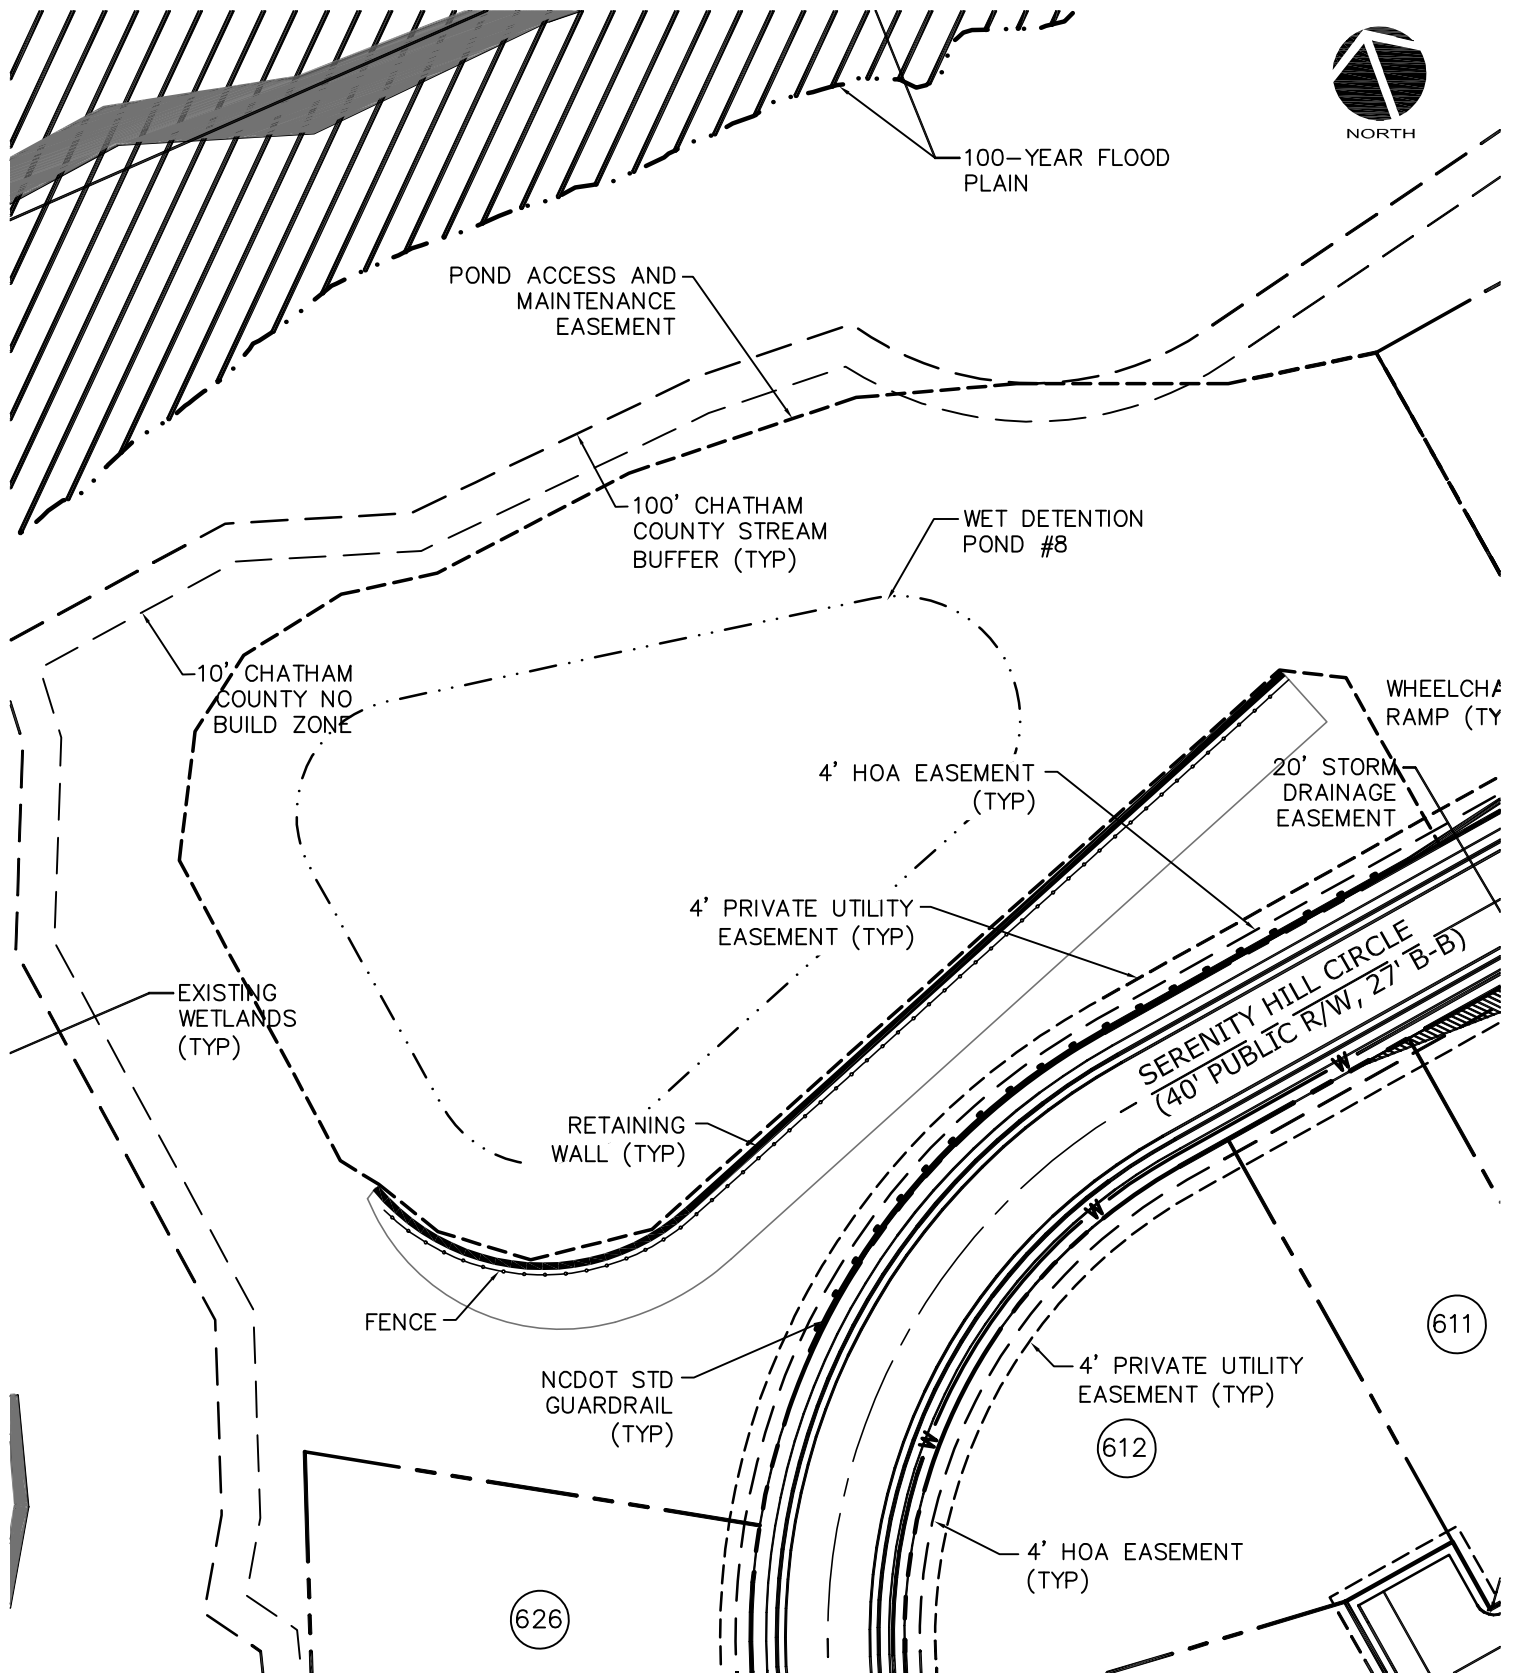 NORTH
100-YEAR FLOOD
PLAIN
POND ACCESS AND
MAINTENANCE
EASEMENT
100' CHATHAM
COUNTY STREAM
BUFFER (TYP)
WET DETENTION
POND #8
10' CHATHAM
COUNTY NO
BUILD ZONE
RAMP
4' HOA EASEMENT
(TYP)
20' STORM
DRAINAGE
EASEMENT
4' PRIVATE UTILITY
EASEMENT (TYP)
SERENITY HILL CIRCLE
(40' PUBLIC R/W, 27' B-B)
EXISTING
WETLANDS
(TYP)
RETAINING
WALL (TYP)
W
W
W
FENCE
611
NCDOT STD
GUARDRAIL
(TYP)
4' PRIVATE UTILITY
EASEMENT (TYP)
612
4' HOA EASEMENT
(TYP)
626